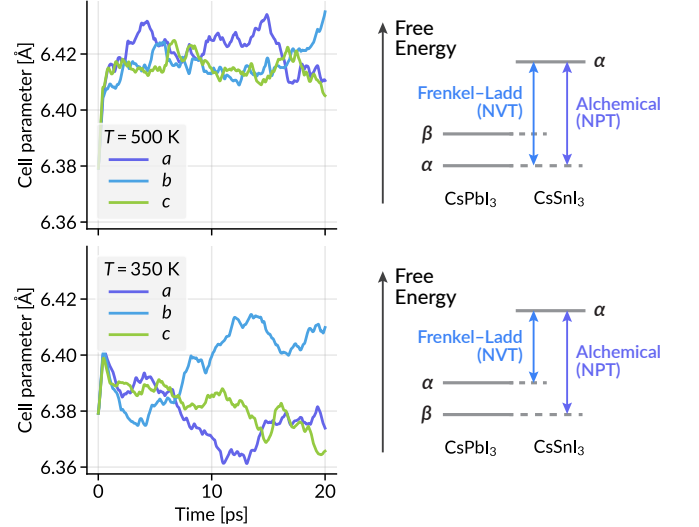 Cell parameter [Å]
6.42
6.40
6.38
6.36
T = 500 K
a
b
c
Free
Energy
α
Frenkel–Ladd
(NVT)
Alchemical
(NPT)
β
α
CsPbI₃
CsSnI₃
Cell parameter [Å]
6.42
6.40
6.38
6.36
T = 350 K
a
b
c
0
10
20
Time [ps]
Free
Energy
α
Frenkel–Ladd
(NVT)
Alchemical
(NPT)
α
β
CsPbI₃
CsSnI₃